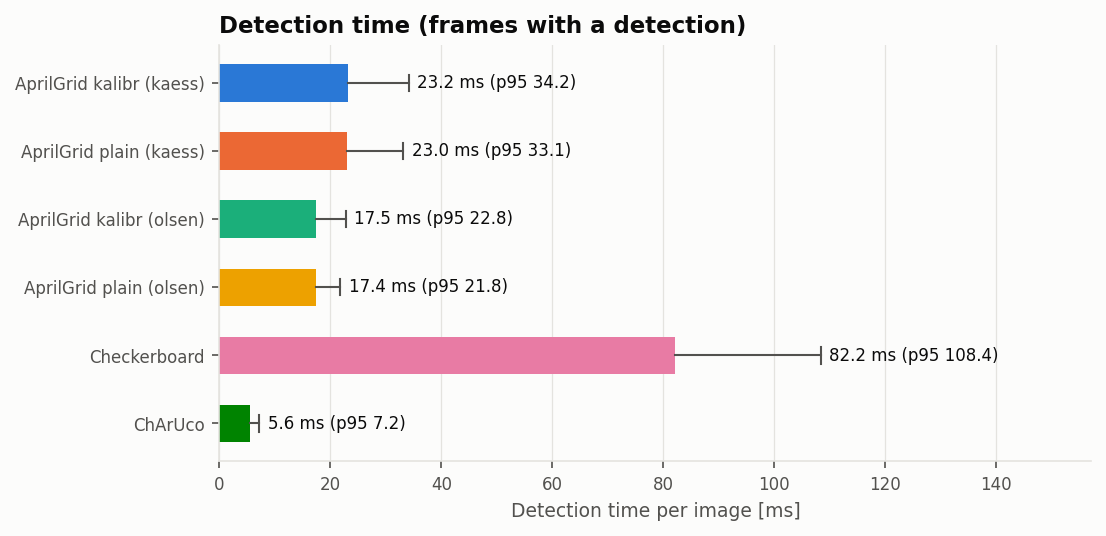 Detection time (frames with a detection)
AprilGrid kalibr (kaess) 23.2 ms (p95 34.2)
AprilGrid plain (kaess) 23.0 ms (p95 33.1)
AprilGrid kalibr (olsen) 17.5 ms (p95 22.8)
AprilGrid plain (olsen) 17.4 ms (p95 21.8)
Checkerboard 82.2 ms (p95 108.4)
ChArUco 5.6 ms (p95 7.2)
0 20 40 60 80 100 120 140
Detection time per image [ms]